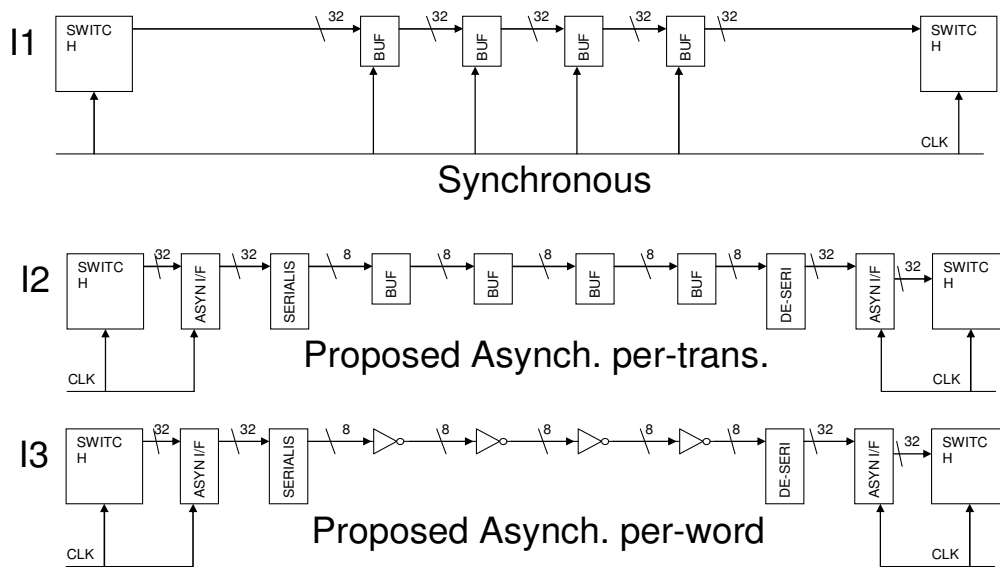 I1
SWITC
H
32
BUF
32
BUF
32
BUF
32
BUF
32
SWITC
H
CLK
Synchronous
I2
SWITC
H
32
ASYN I/F
32
SERIALIS
8
BUF
8
BUF
8
BUF
8
BUF
8
DE-SERI
32
ASYN I/F
32
SWITC
H
CLK
CLK
Proposed Asynch. per-trans.
I3
SWITC
H
32
ASYN I/F
32
SERIALIS
8
8
8
8
8
DE-SERI
32
ASYN I/F
32
SWITC
H
CLK
CLK
Proposed Asynch. per-word